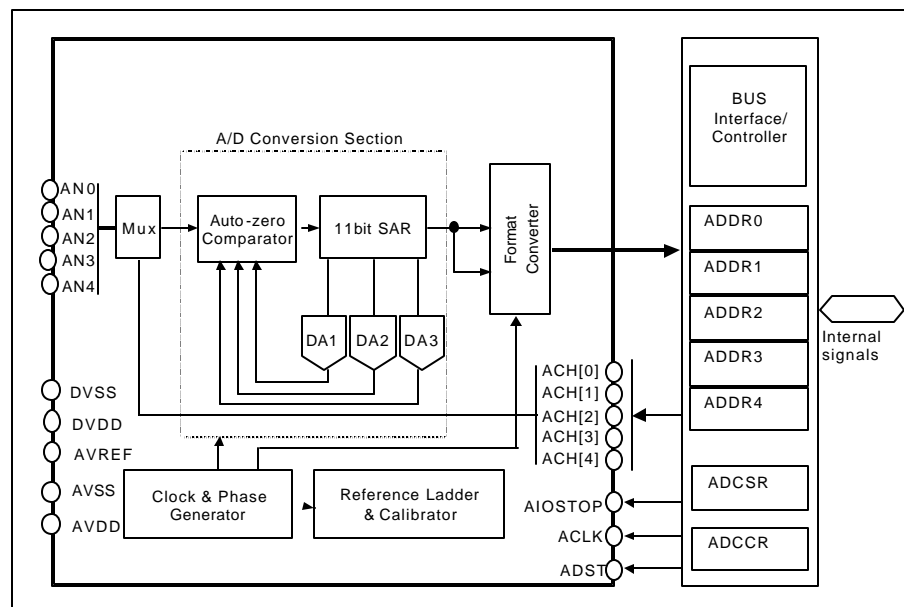 BUS
Interface/
Controller
A/D Conversion Section
AN0
AN1
AN2
AN3
AN4
Mux
Auto-zero
Comparator
11bit SAR
Format
Converter
ADDR0
ADDR1
ADDR2
ADDR3
ADDR4
Internal
signals
DA1
DA2
DA3
ACH[0]
ACH[1]
ACH[2]
ACH[3]
ACH[4]
DVSS
DVDD
AVREF
AVSS
AVDD
Clock & Phase
Generator
Reference Ladder
& Calibrator
AIOSTOP
ACLK
ADST
ADCSR
ADCCR